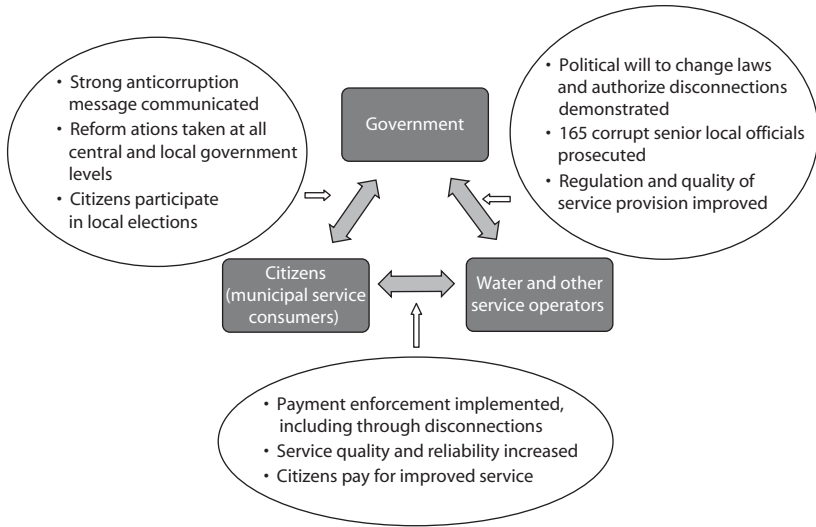 • Strong anticorruption
message communicated
• Reform ations taken at all
central and local government
levels
• Citizens participate
in local elections
Government
• Political will to change laws
and authorize disconnections
demonstrated
• 165 corrupt senior local officials
prosecuted
• Regulation and quality of
service provision improved
Citizens
(municipal service
consumers)
Water and other
service operators
• Payment enforcement implemented,
including through disconnections
• Service quality and reliability increased
• Citizens pay for improved service